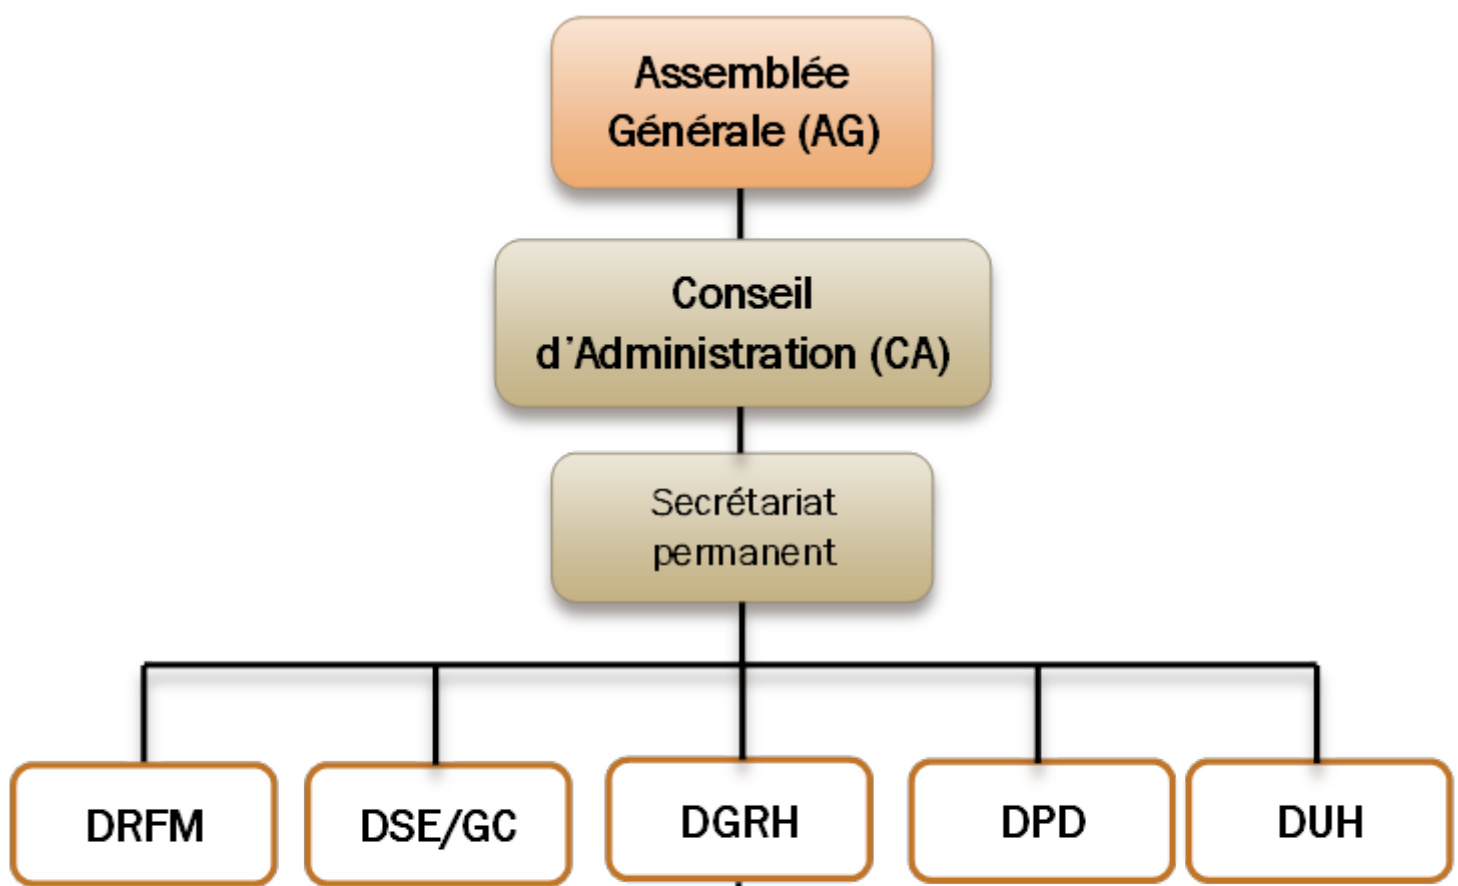 Assemblée
Générale (AG)
Conseil
d'Administration (CA)
Secrétariat
permanent
DRFM
DSE/GC
DGRH
DPD
DUH